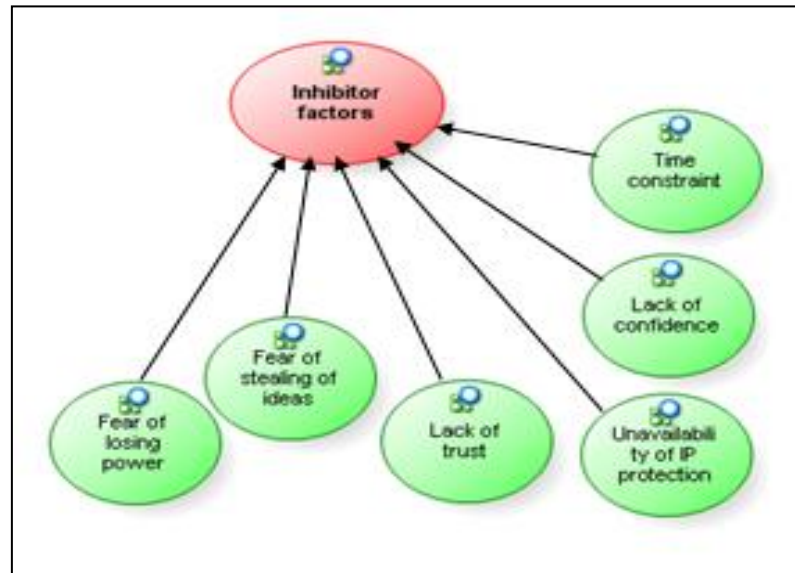 Inhibitor
factors
Time
constraint
Lack of
confidence
Fear of
stealing of
ideas
Fear of
losing
power
Lack of
trust
Unavailabili
ty of IP
protection